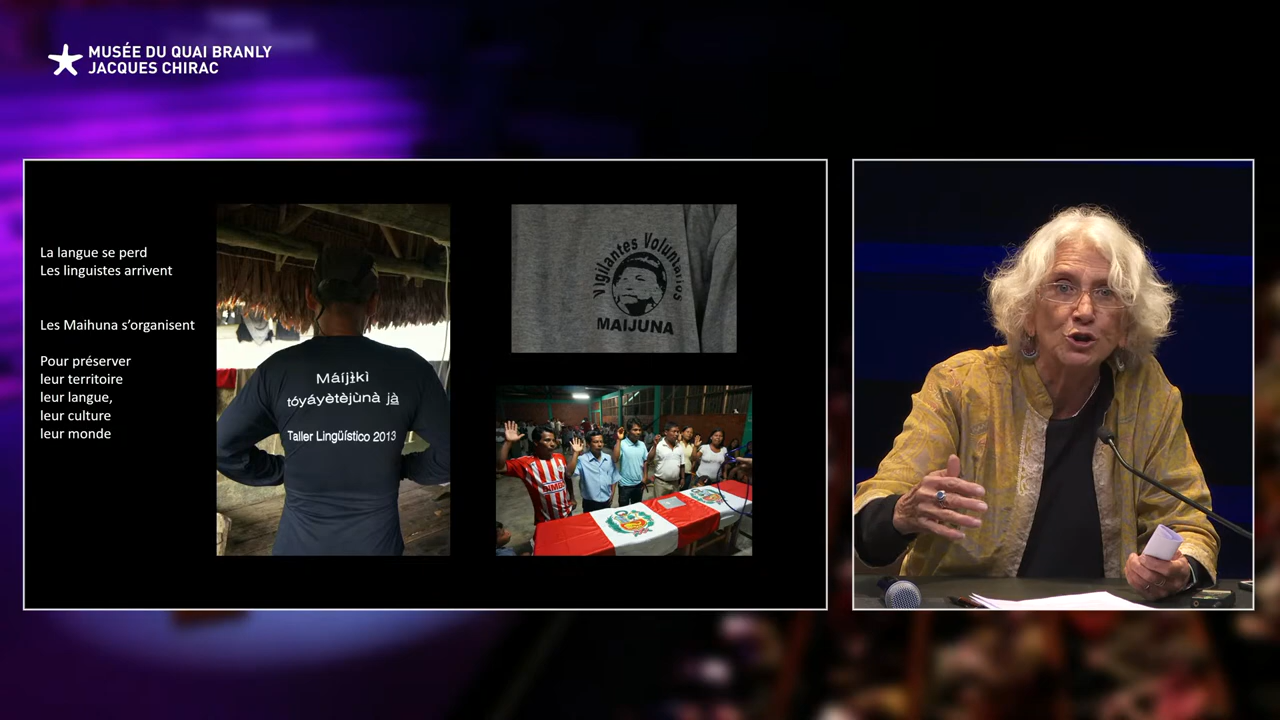 MUSÉE DU QUAI BRANLY
JACQUES CHIRAC
La langue se perd
Les linguistes arrivent
Les Maihuna s’organisent
Pour préserver
leur territoire
leur langue,
leur culture
leur monde
Máíjɨ̀kì
tóyáyètèjùnà jà
Taller Lingüístico 2013
Vigilantes Voluntarios
MAIJUNA